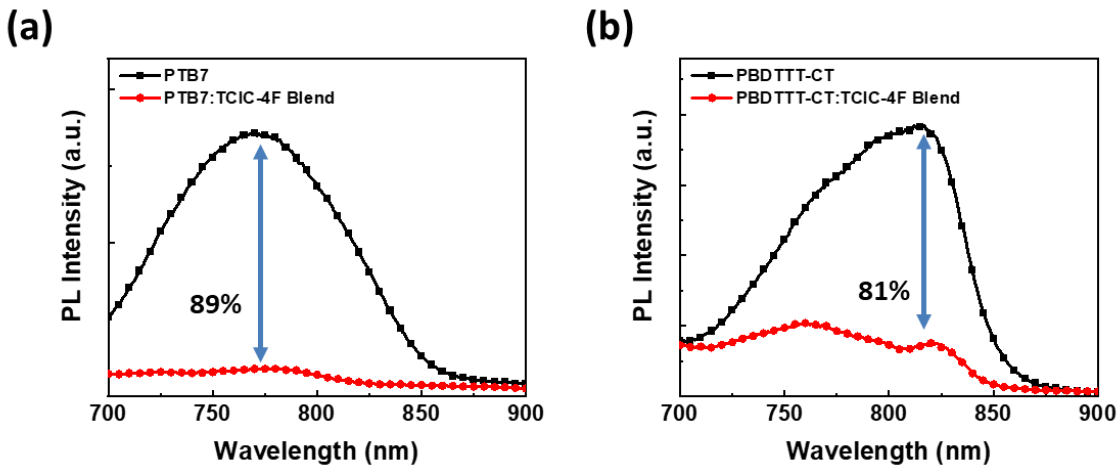 (a)
PTB7
PTB7:TCIC-4F Blend
89%
PL Intensity (a.u.)
700 750 800 850 900
Wavelength (nm)
(b)
PBDTTT-CT
PBDTTT-CT:TCIC-4F Blend
81%
PL Intensity (a.u.)
700 750 800 850 900
Wavelength (nm)